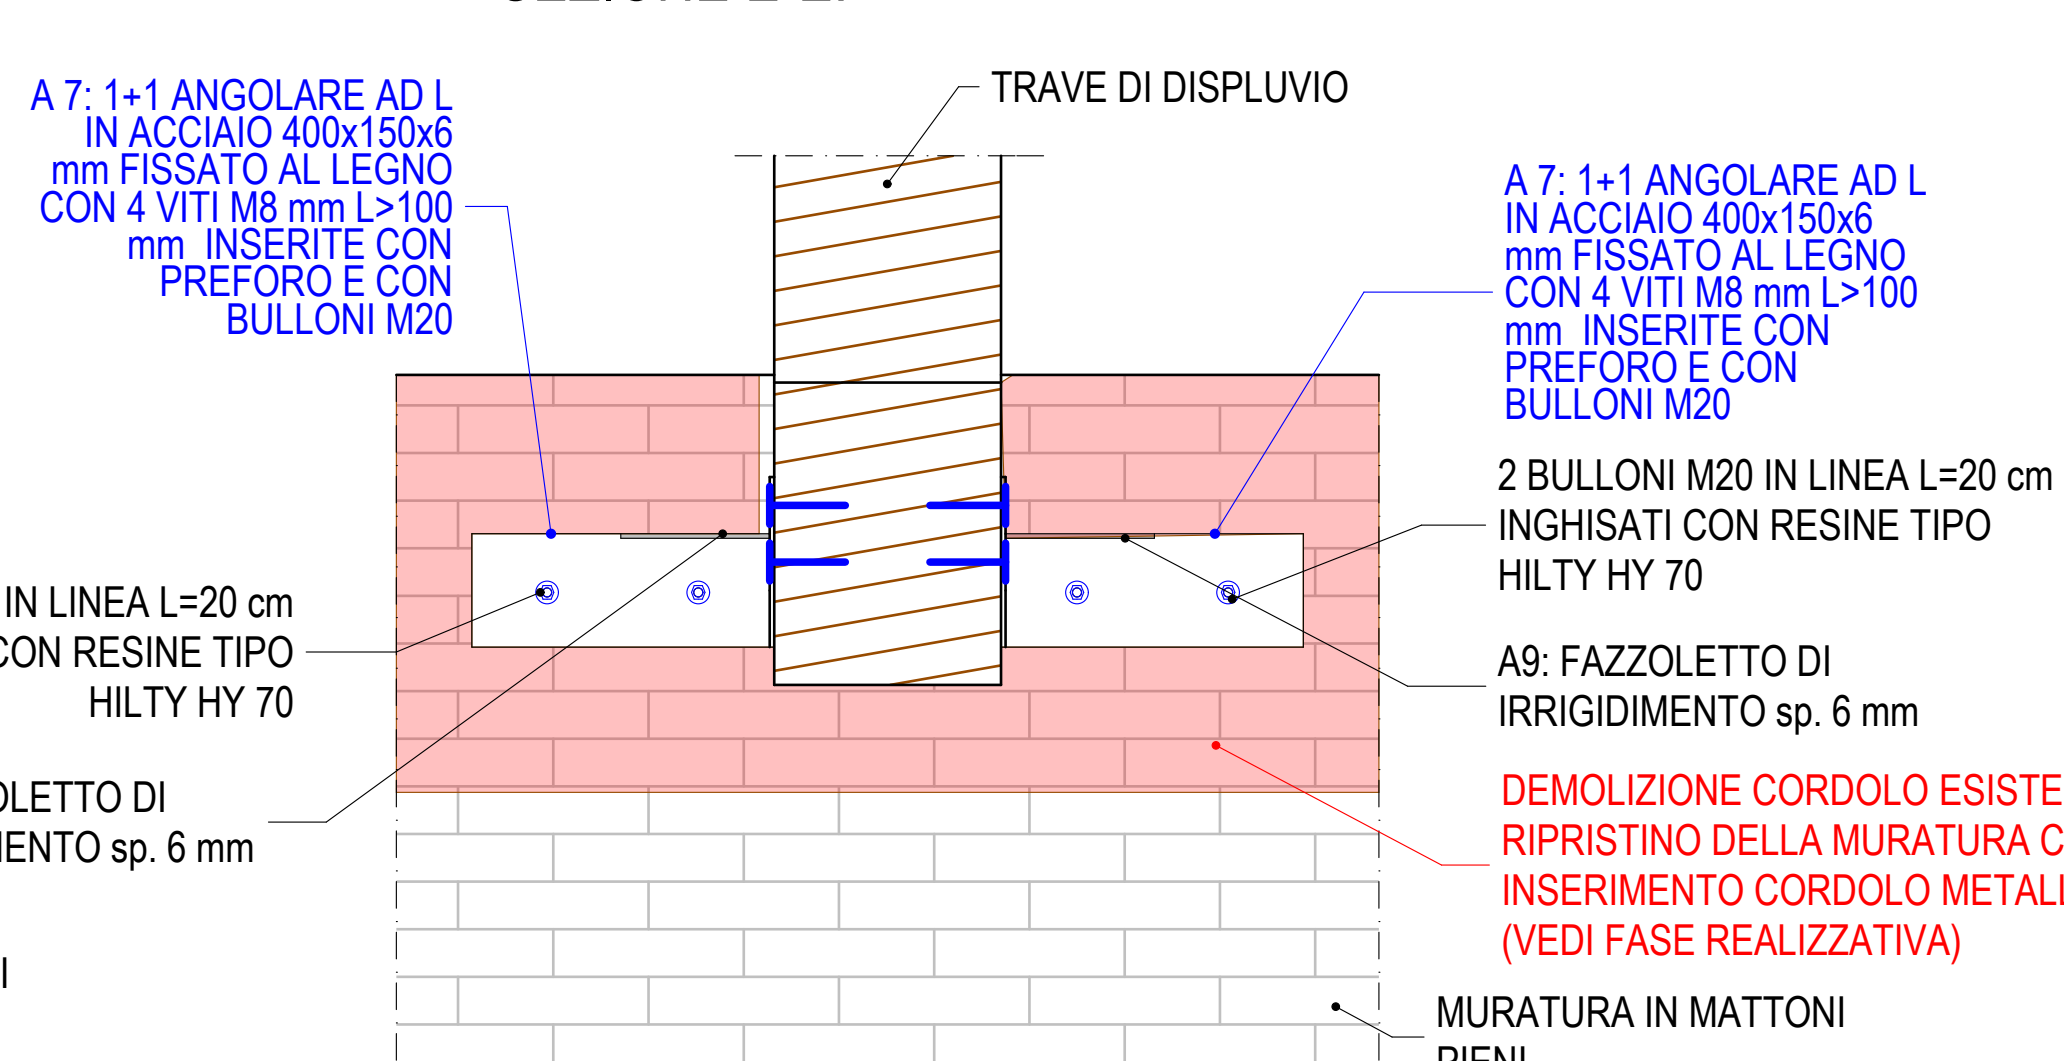 TRAVE DI DISPLUVIO
A 7: 1+1 ANGOLARE AD L
IN ACCIAIO 400x150x6
mm FISSATO AL LEGNO
CON 4 VITI M8 mm L>100
mm  INSERITE CON
PREFORO E CON
BULLONI M20
A 7: 1+1 ANGOLARE AD L
IN ACCIAIO 400x150x6
mm FISSATO AL LEGNO
CON 4 VITI M8 mm L>100
mm  INSERITE CON
PREFORO E CON
BULLONI M20
2 BULLONI M20 IN LINEA L=20 cm
INGHISATI CON RESINE TIPO
HILTY HY 70
IN LINEA L=20 cm
CON RESINE TIPO
HILTY HY 70
A9: FAZZOLETTO DI
IRRIGIDIMENTO sp. 6 mm
OLETTO DI
MENTO sp. 6 mm
DEMOLIZIONE CORDOLO ESISTE
RIPRISTINO DELLA MURATURA C
INSERIMENTO CORDOLO METALL
(VEDI FASE REALIZZATIVA)
I
MURATURA IN MATTONI
PIENI